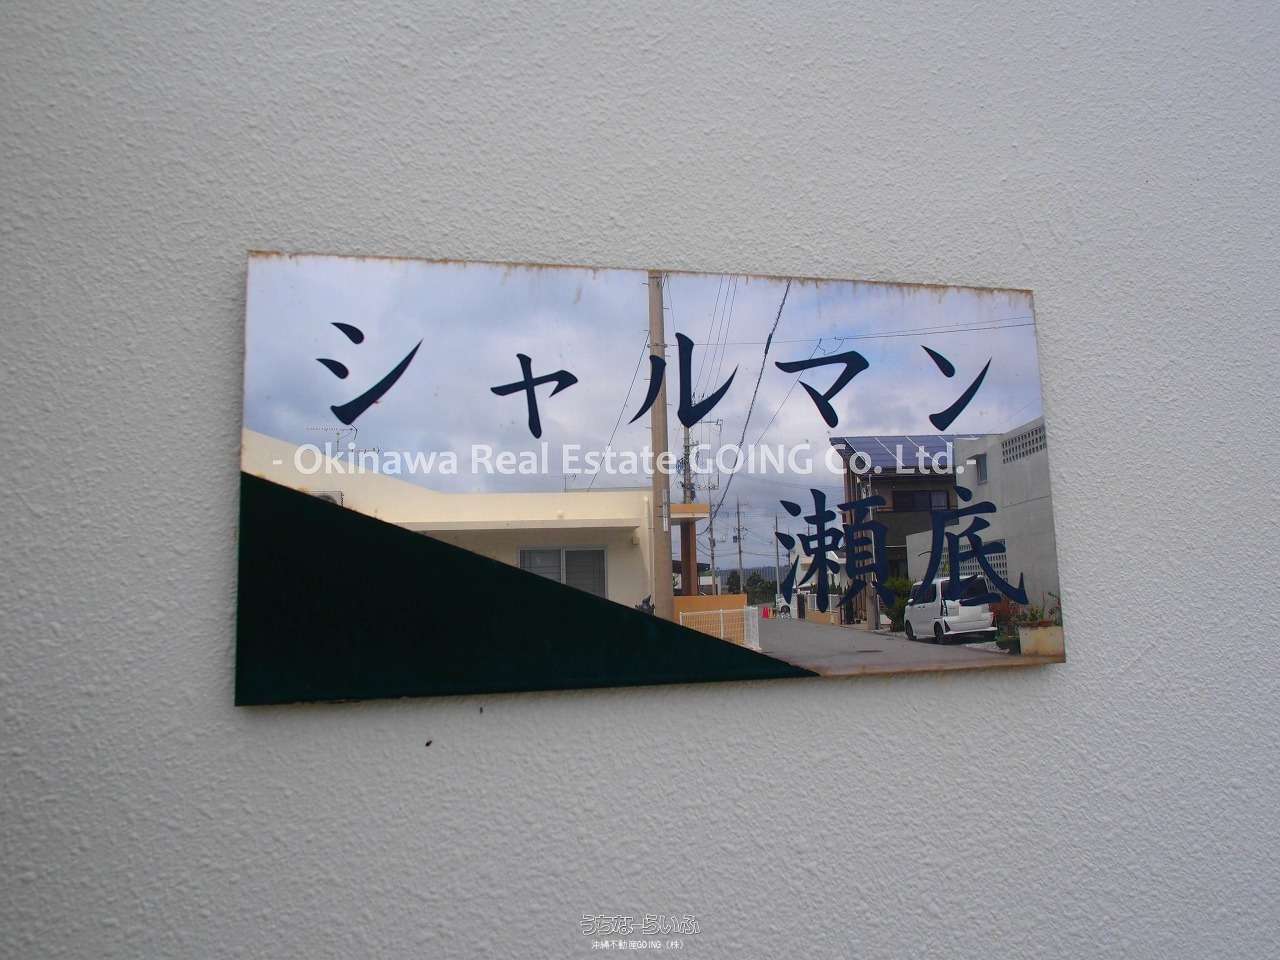 シャルマン
- Okinawa Real Estate GOING Co. Ltd.-
瀬底
うちなーらいふ
沖縄不動産GOING（株）